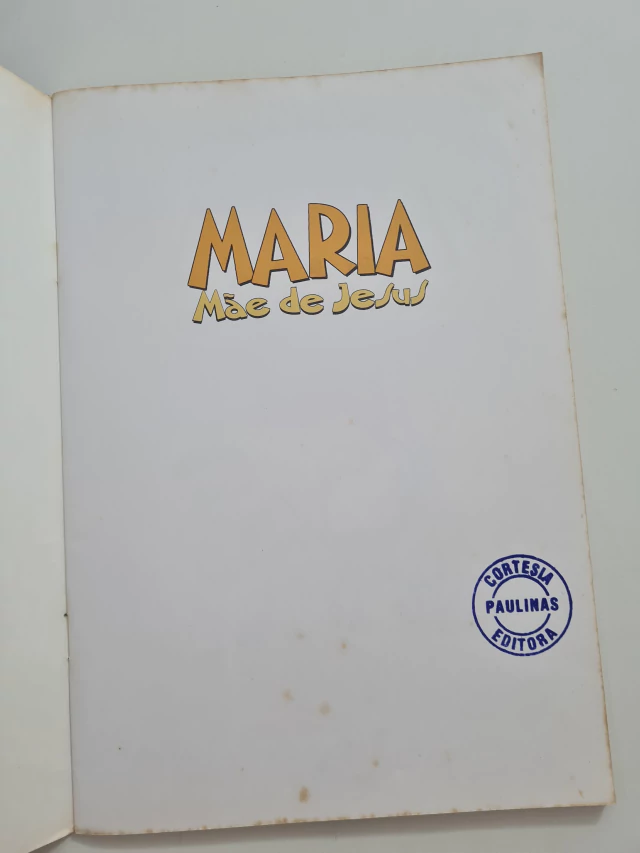 MARIA
Mãe de Jesus
CORTESIA
PAULINAS
EDITORA